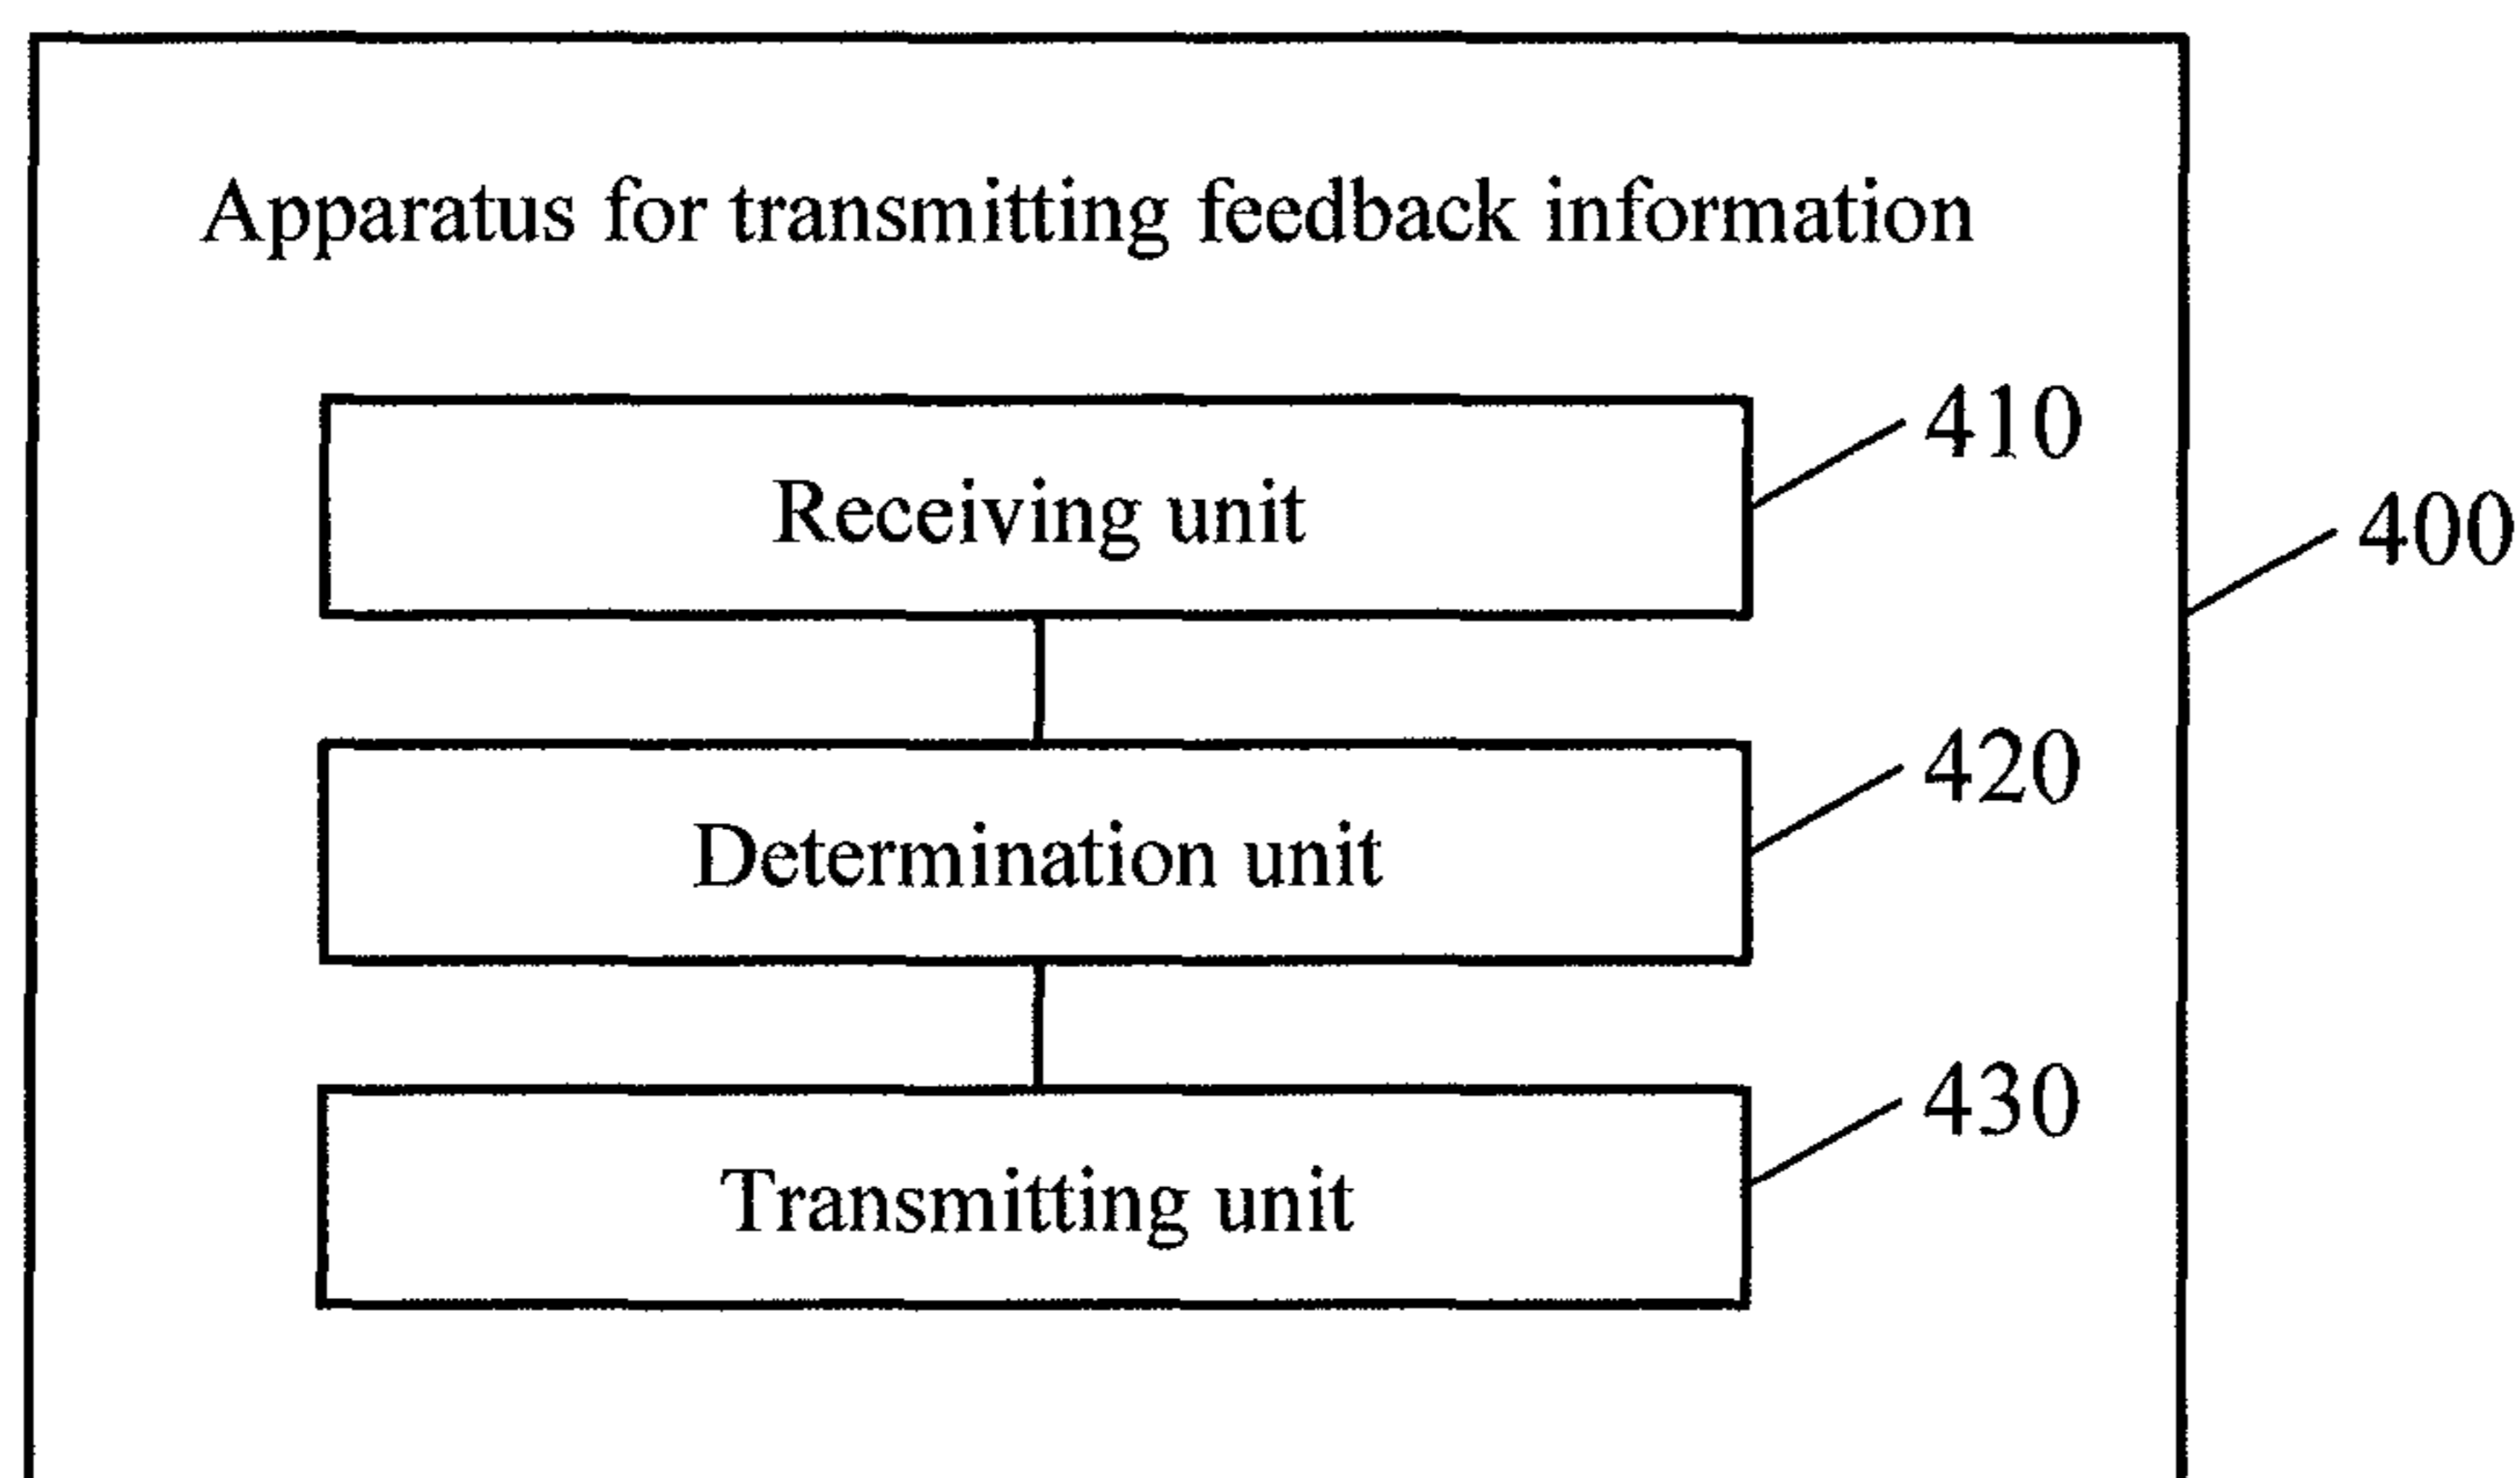 Apparatus for transmitting feedback information
410
Receiving unit
400
420
Determination unit
430
Transmitting unit